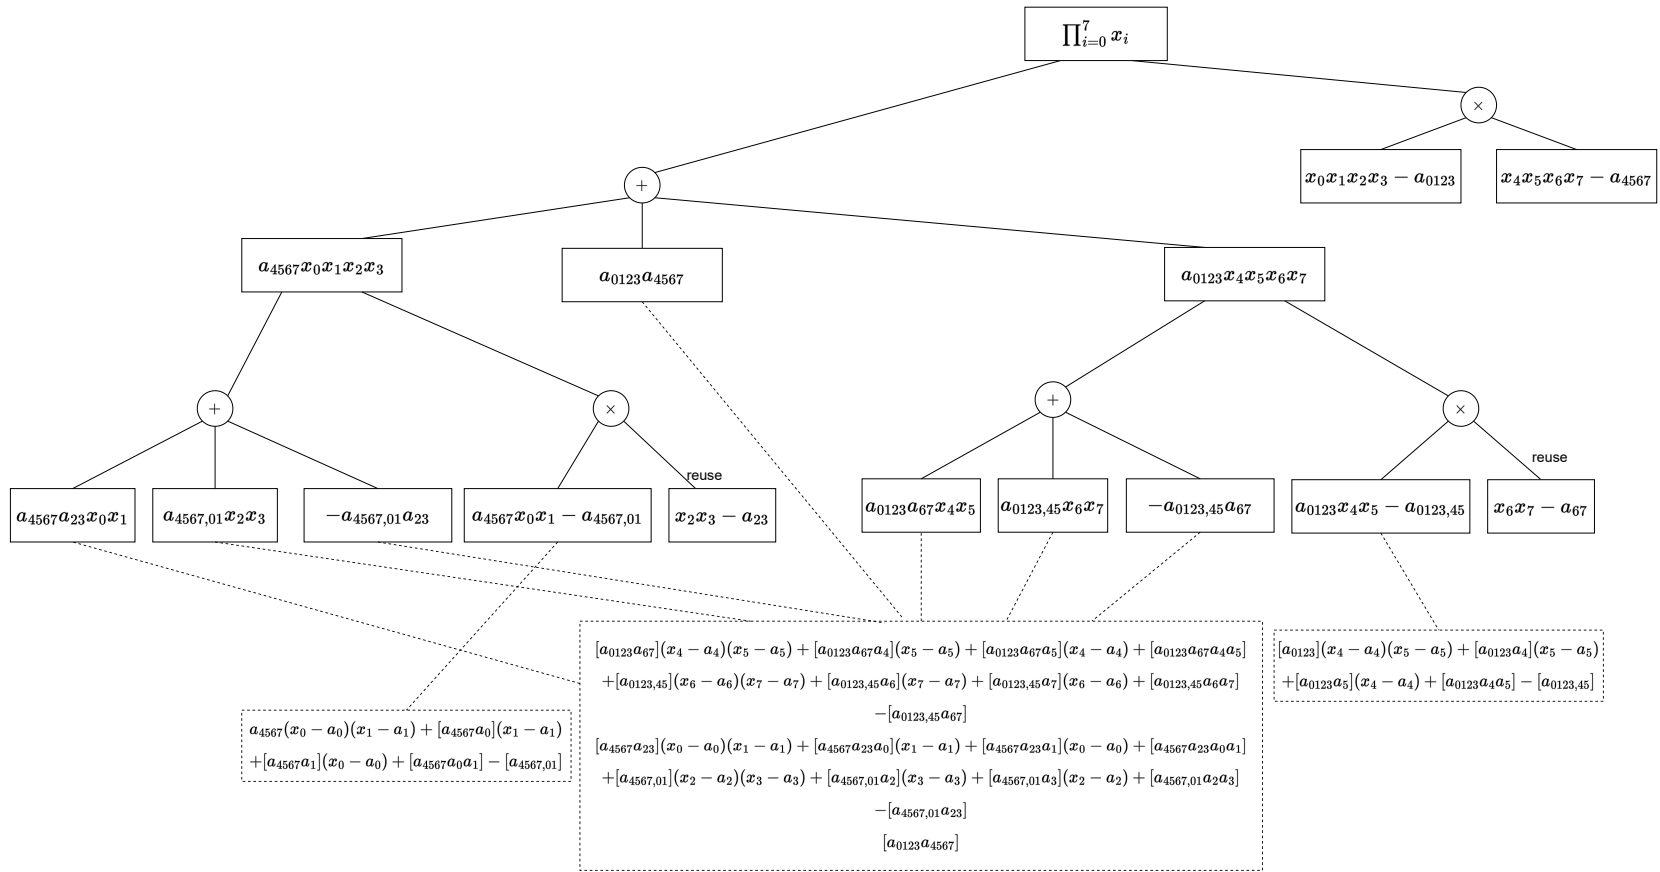 ∏_{i=0}^{7} x_i
×
x_0x_1x_2x_3 − a_{0123}
x_4x_5x_6x_7 − a_{4567}
+
a_{4567}x_0x_1x_2x_3
a_{0123}a_{4567}
a_{0123}x_4x_5x_6x_7
+
×
+
×
reuse
reuse
a_{4567}a_{23}x_0x_1
a_{4567,01}x_2x_3
−a_{4567,01}a_{23}
a_{4567}x_0x_1 − a_{4567,01}
x_2x_3 − a_{23}
a_{0123}a_{67}x_4x_5
a_{0123,45}x_6x_7
−a_{0123,45}a_{67}
a_{0123}x_4x_5 − a_{0123,45}
x_6x_7 − a_{67}
a_{4567}(x_0 − a_0)(x_1 − a_1) + [a_{4567}a_0](x_1 − a_1)
+[a_{4567}a_1](x_0 − a_0) + [a_{4567}a_0a_1] − [a_{4567,01}]
[a_{0123}a_{67}](x_4 − a_4)(x_5 − a_5) + [a_{0123}a_{67}a_4](x_5 − a_5) + [a_{0123}a_{67}a_5](x_4 − a_4) + [a_{0123}a_{67}a_4a_5]
+[a_{0123,45}](x_6 − a_6)(x_7 − a_7) + [a_{0123,45}a_6](x_7 − a_7) + [a_{0123,45}a_7](x_6 − a_6) + [a_{0123,45}a_6a_7]
−[a_{0123,45}a_{67}]
[a_{4567}a_{23}](x_0 − a_0)(x_1 − a_1) + [a_{4567}a_{23}a_0](x_1 − a_1) + [a_{4567}a_{23}a_1](x_0 − a_0) + [a_{4567}a_{23}a_0a_1]
+[a_{4567,01}](x_2 − a_2)(x_3 − a_3) + [a_{4567,01}a_2](x_3 − a_3) + [a_{4567,01}a_3](x_2 − a_2) + [a_{4567,01}a_2a_3]
−[a_{4567,01}a_{23}]
[a_{0123}a_{4567}]
[a_{0123}](x_4 − a_4)(x_5 − a_5) + [a_{0123}a_4](x_5 − a_5)
+[a_{0123}a_5](x_4 − a_4) + [a_{0123}a_4a_5] − [a_{0123,45}]